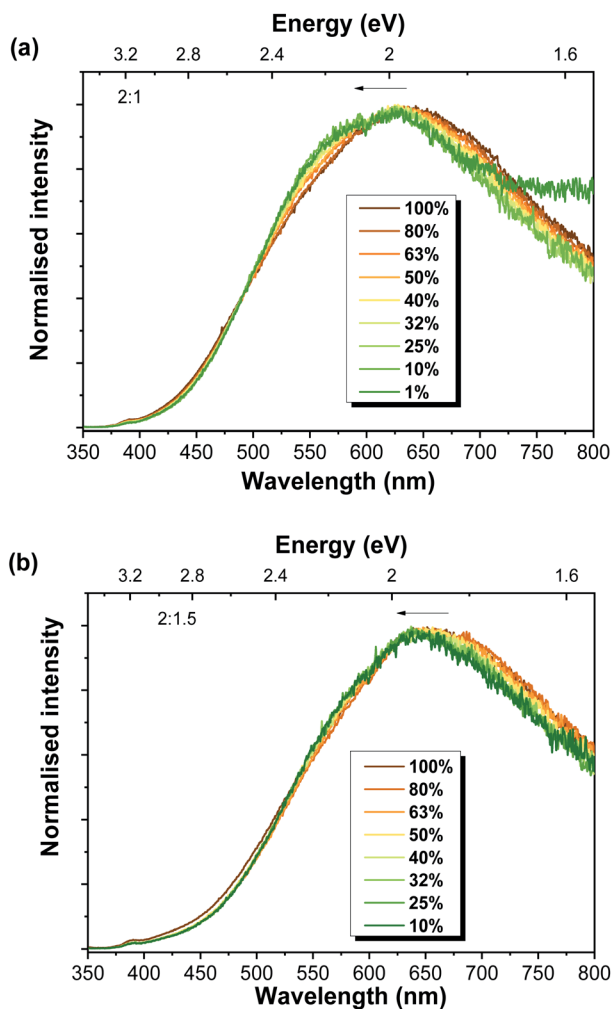 Energy (eV)
(a)
3.2 2.8 2.4 2 1.6
2:1
Normalised intensity
100%
80%
63%
50%
40%
32%
25%
10%
1%
350 400 450 500 550 600 650 700 750 800
Wavelength (nm)
Energy (eV)
(b)
3.2 2.8 2.4 2 1.6
2:1.5
Normalised intensity
100%
80%
63%
50%
40%
32%
25%
10%
350 400 450 500 550 600 650 700 750 800
Wavelength (nm)